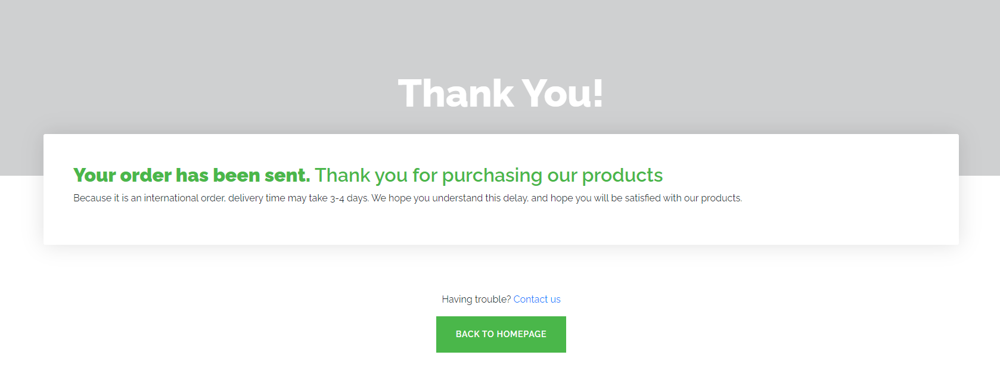 Thank You!
Your order has been sent. Thank you for purchasing our products
Because it is an international order, delivery time may take 3-4 days. We hope you understand this delay, and hope you will be satisfied with our products.
Having trouble? Contact us
BACK TO HOMEPAGE